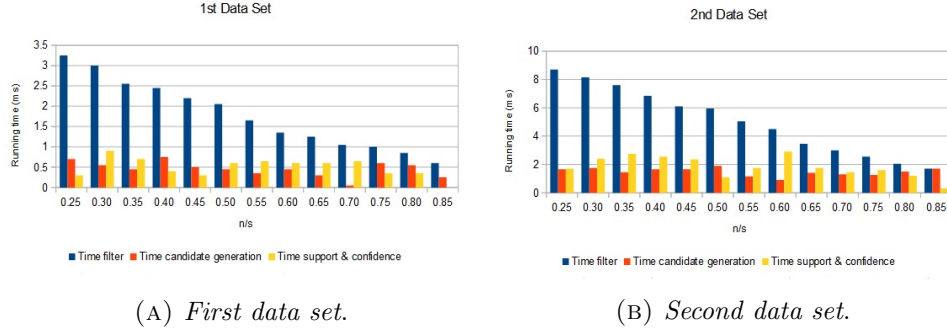 1st Data Set
3.5
3
2.5
2
1.5
1
0.5
0
Running time (ms)
0.25 0.30 0.35 0.40 0.45 0.50 0.55 0.60 0.65 0.70 0.75 0.80 0.85
n/s
Time filter Time candidate generation Time support & confidence
(A) First data set.
2nd Data Set
10
8
6
4
2
0
Running time (ms)
0.25 0.30 0.35 0.40 0.45 0.50 0.55 0.60 0.65 0.70 0.75 0.80 0.85
n/s
Time filter Time candidate generation Time support & confidence
(B) Second data set.